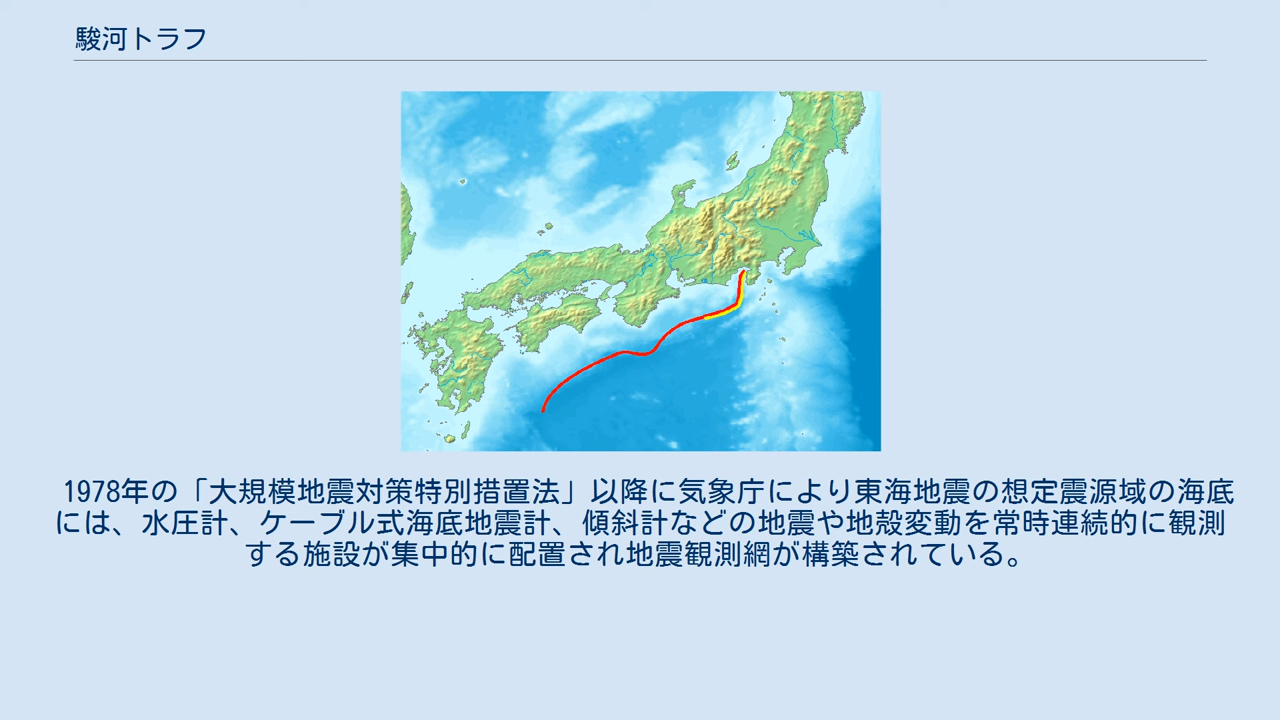 駿河トラフ
1978年の「大規模地震対策特別措置法」以降に気象庁により東海地震の想定震源域の海底
には、水圧計、ケーブル式海底地震計、傾斜計などの地震や地殻変動を常時連続的に観測
する施設が集中的に配置され地震観測網が構築されている。